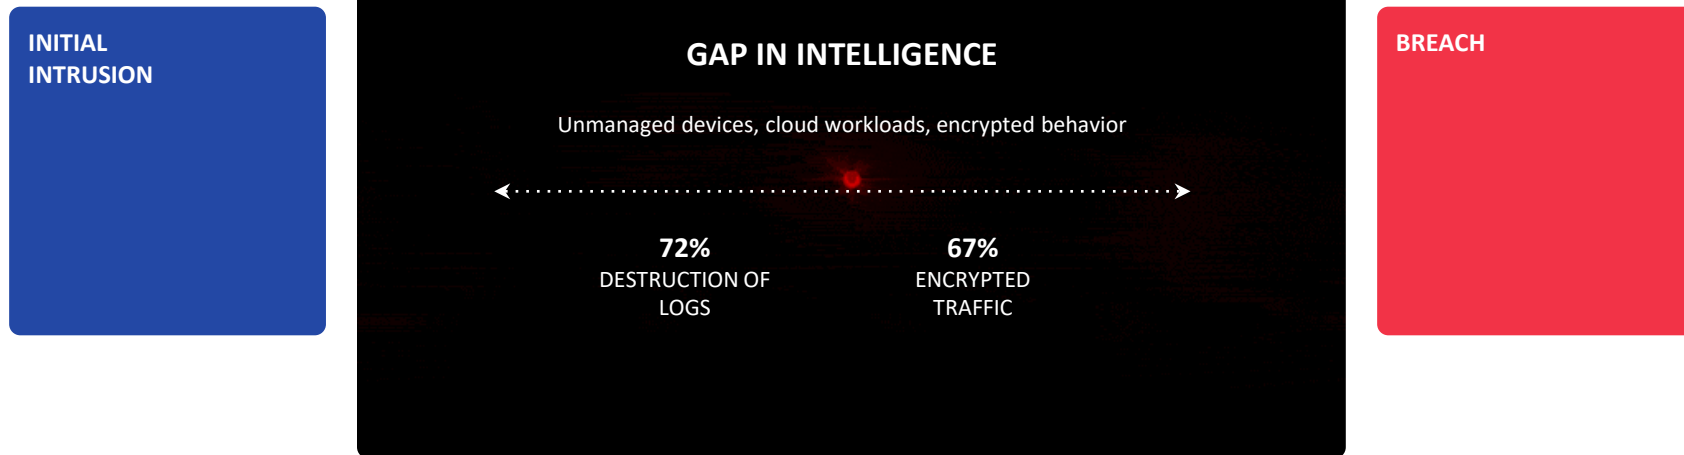 INITIAL
INTRUSION
GAP IN INTELLIGENCE
Unmanaged devices, cloud workloads, encrypted behavior
72%
DESTRUCTION OF
LOGS
67%
ENCRYPTED
TRAFFIC
BREACH